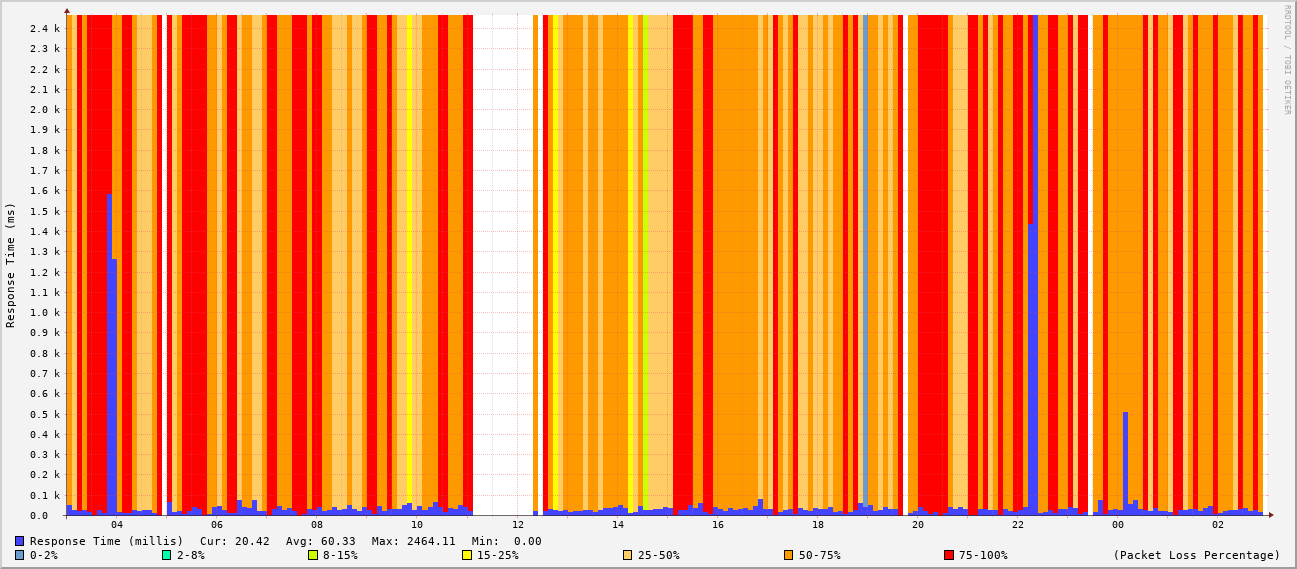 RRDTOOL / TOBI OETIKER
Response Time (ms)
2.4 k
2.3 k
2.2 k
2.1 k
2.0 k
1.9 k
1.8 k
1.7 k
1.6 k
1.5 k
1.4 k
1.3 k
1.2 k
1.1 k
1.0 k
0.9 k
0.8 k
0.7 k
0.6 k
0.5 k
0.4 k
0.3 k
0.2 k
0.1 k
0.0
04 06 08 10 12 14 16 18 20 22 00 02
Response Time (millis) Cur: 20.42 Avg: 60.33 Max: 2464.11 Min: 0.00
0-2% 2-8% 8-15% 15-25% 25-50% 50-75% 75-100% (Packet Loss Percentage)